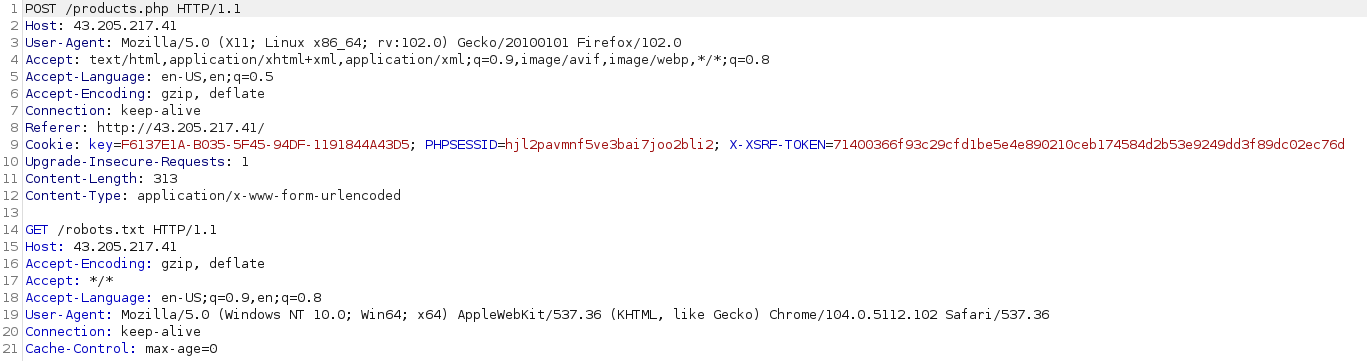 1 POST /products.php HTTP/1.1
2 Host: 43.205.217.41
3 User-Agent: Mozilla/5.0 (X11; Linux x86_64; rv:102.0) Gecko/20100101 Firefox/102.0
4 Accept: text/html,application/xhtml+xml,application/xml;q=0.9,image/avif,image/webp,*/*;q=0.8
5 Accept-Language: en-US,en;q=0.5
6 Accept-Encoding: gzip, deflate
7 Connection: keep-alive
8 Referer: http://43.205.217.41/
9 Cookie: key=F6137E1A-B035-5F45-94DF-1191844A43D5; PHPSESSID=hjl2pavmnf5ve3bai7joo2bli2; X-XSRF-TOKEN=71400366f93c29cfd1be5e4e890210ceb174584d2b53e9249dd3f89dc02ec76d
10 Upgrade-Insecure-Requests: 1
11 Content-Length: 313
12 Content-Type: application/x-www-form-urlencoded
13
14 GET /robots.txt HTTP/1.1
15 Host: 43.205.217.41
16 Accept-Encoding: gzip, deflate
17 Accept: */*
18 Accept-Language: en-US;q=0.9,en;q=0.8
19 User-Agent: Mozilla/5.0 (Windows NT 10.0; Win64; x64) AppleWebKit/537.36 (KHTML, like Gecko) Chrome/104.0.5112.102 Safari/537.36
20 Connection: keep-alive
21 Cache-Control: max-age=0